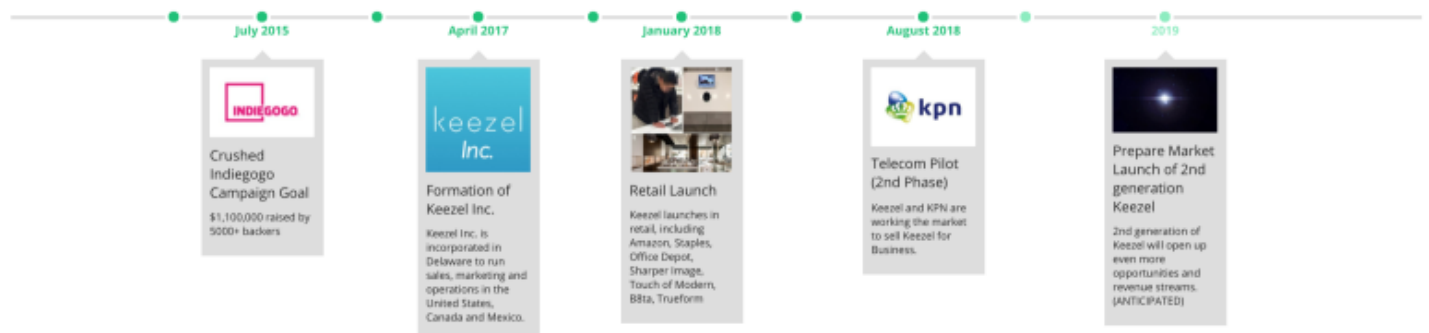 July 2015
INDIEGOGO
Crushed
Indiegogo
Campaign Goal
$1,100,000 raised by
5000+ backers
April 2017
keezel
Inc.
Formation of
Keezel Inc.
Keezel Inc. is
incorporated in
Delaware to run
sales, marketing and
operations in the
United States,
Canada and Mexico.
January 2018
Retail Launch
Keezel launches in
retail, including
Amazon, Staples,
Office Depot,
Sharper Image,
Touch of Modern,
B8ta, Trueform
August 2018
kpn
Telecom Pilot
(2nd Phase)
Keezel and KPN are
working the market
to sell Keezel for
Business.
2019
Prepare Market
Launch of 2nd
generation
Keezel
2nd generation of
Keezel will open up
even more
opportunities and
revenue streams.
(ANTICIPATED)